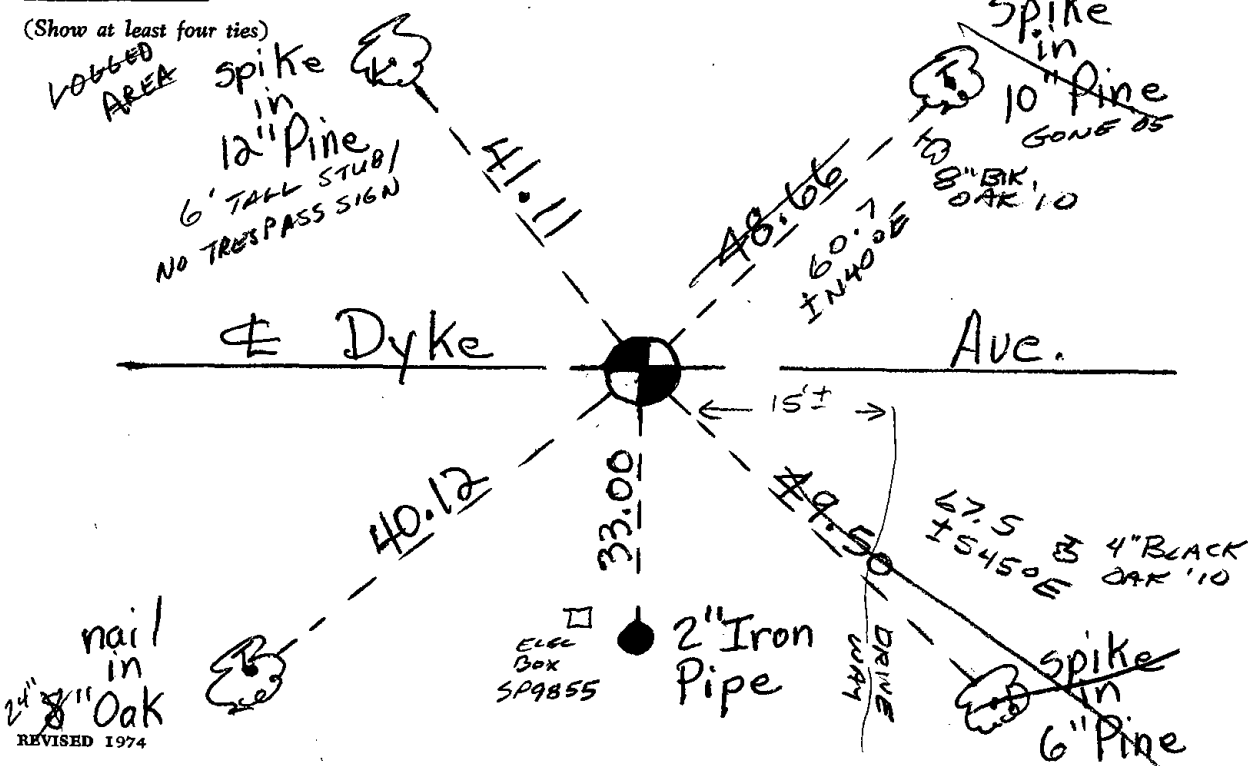 (Show at least four ties)
LOGGED
AREA
spike
in
12" Pine
6' TALL STUB/
NO TRESPASS SIGN
41.11
spike
in
10" Pine
GONE 05
8" BLK.
OAK '10
48.66
60.7
±N40°E
℄ Dyke Ave.
15'±
40.12
33.00
49.50
67.5
±S45°E
4" BLACK
OAK '10
nail
in
24" 8" Oak
ELEC
BOX
SP9855
2" Iron
Pipe
DRIVE
WAY
spike
in
6" Pine
REVISED 1974